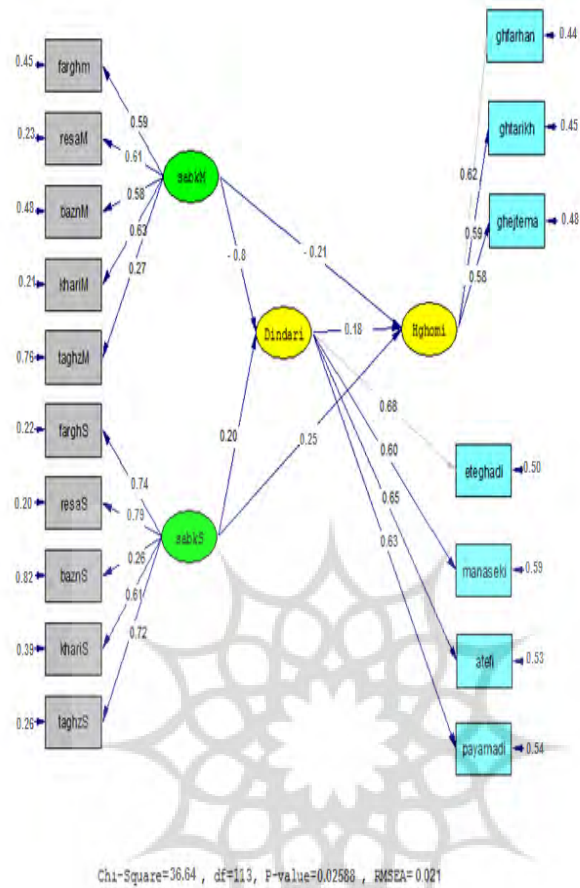 0.45 farghm
0.23 resaM
0.48 baznM
0.21 khariM
0.76 taghzM
0.22 farghS
0.20 resaS
0.82 baznS
0.39 khariS
0.26 taghzS
0.59
0.61
0.58
0.63
0.27
0.74
0.79
0.26
0.61
0.72
sabkM
sabkS
- 0.8
- 0.21
0.20
0.25
Dindari
0.18
Hghomi
0.62
0.59
0.58
0.68
0.60
0.65
0.63
ghfarhan 0.44
ghtarikh 0.45
ghejtema 0.48
eteghadi 0.50
manaseki 0.59
atefi 0.53
payamadi 0.54
Chi-Square=36.64 , df=113, P-value=0.02588 , RMSEA=0.021